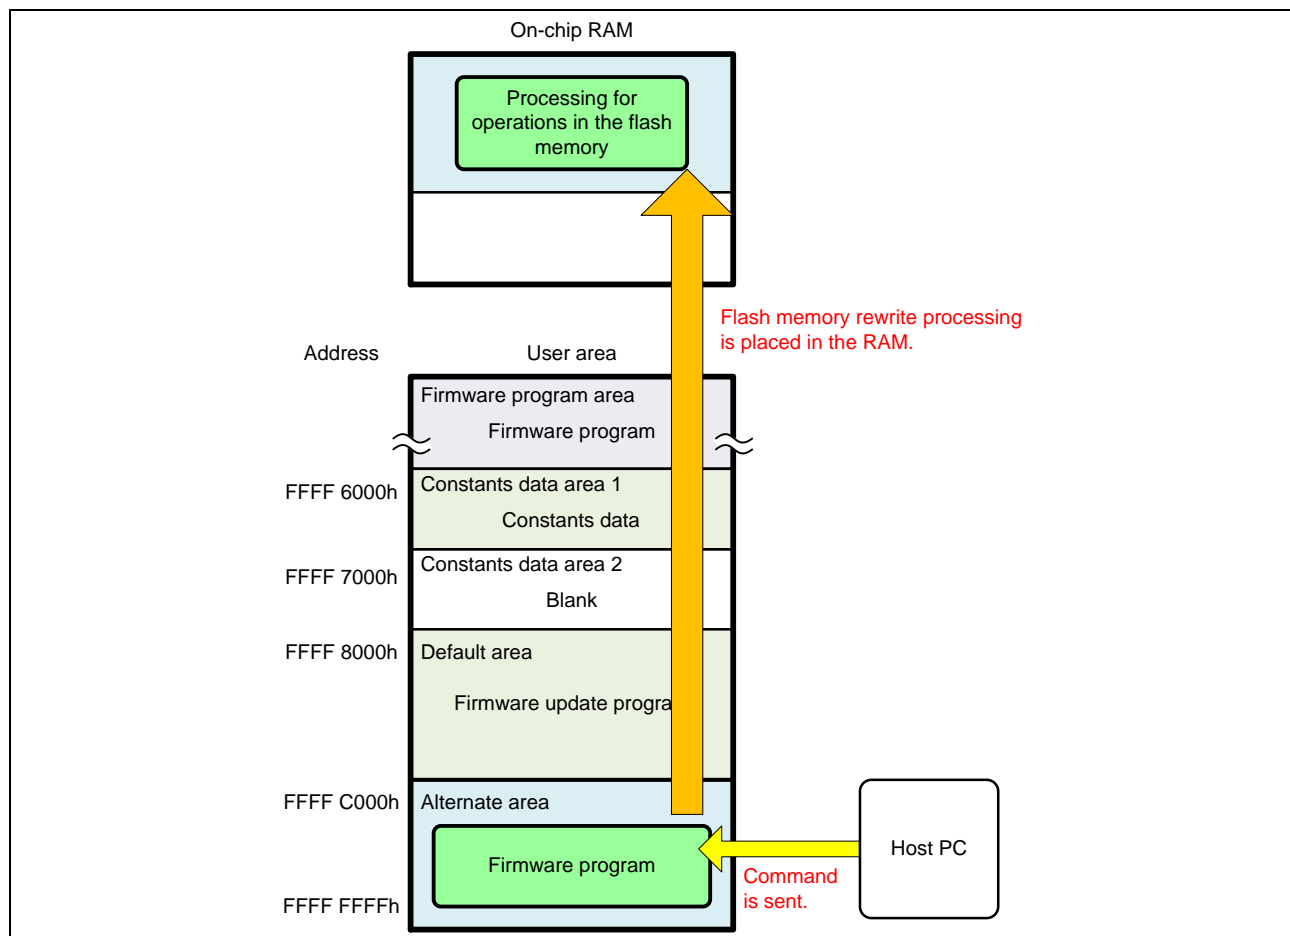 On-chip RAM
Processing for
operations in the flash
memory
Flash memory rewrite processing
is placed in the RAM.
Address
User area
Firmware program area
Firmware program
FFFF 6000h
Constants data area 1
Constants data
FFFF 7000h
Constants data area 2
Blank
FFFF 8000h
Default area
Firmware update progra
FFFF C000h
Alternate area
Firmware program
Host PC
Command
is sent.
FFFF FFFFh